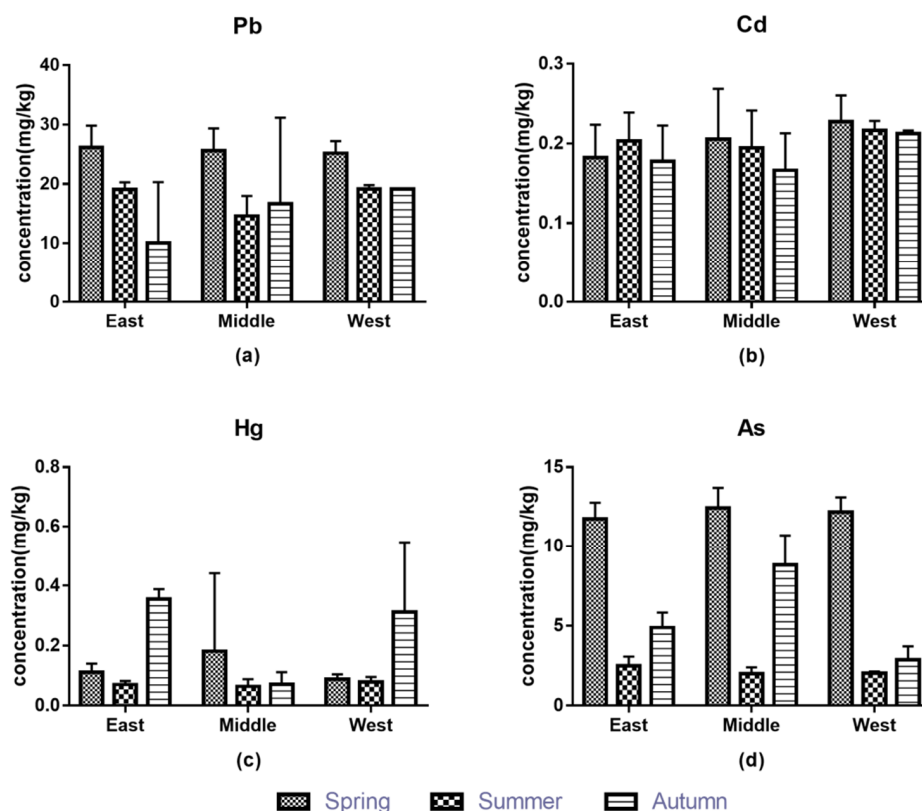 Pb
concentration(mg/kg)
40
30
20
10
0
East Middle West
(a)
Cd
concentration(mg/kg)
0.3
0.2
0.1
0.0
East Middle West
(b)
Hg
concentration(mg/kg)
0.8
0.6
0.4
0.2
0.0
East Middle West
(c)
As
concentration(mg/kg)
15
10
5
0
East Middle West
(d)
Spring Summer Autumn